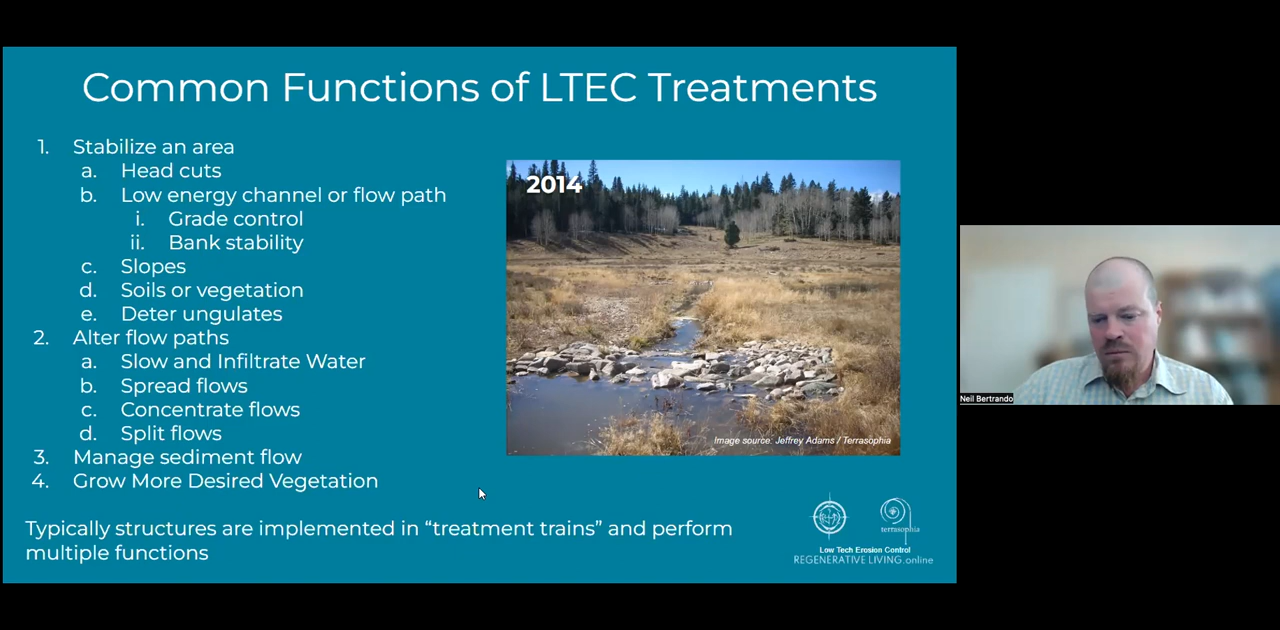 Common Functions of LTEC Treatments
1. Stabilize an area
a. Head cuts
b. Low energy channel or flow path
i. Grade control
ii. Bank stability
c. Slopes
d. Soils or vegetation
e. Deter ungulates
2. Alter flow paths
a. Slow and Infiltrate Water
b. Spread flows
c. Concentrate flows
d. Split flows
3. Manage sediment flow
4. Grow More Desired Vegetation
Typically structures are implemented in “treatment trains” and perform
multiple functions
2014
Image source: Jeffrey Adams / Terrasophia
terrasophia
Low Tech Erosion Control
REGENERATIVE LIVING.online
Neil Bertrando